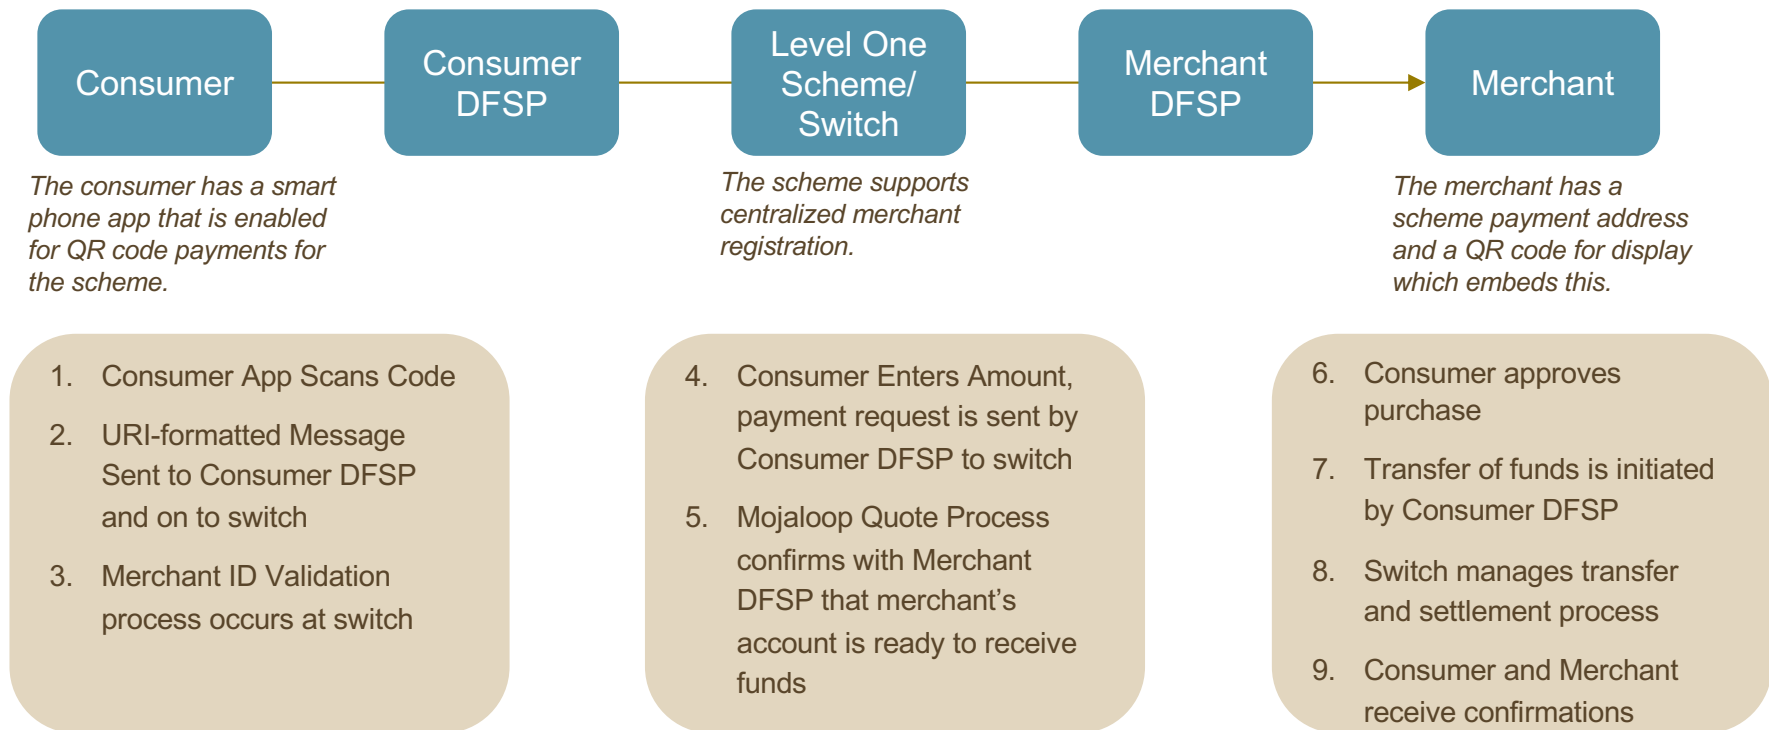 Consumer
Consumer
DFSP
Level One
Scheme/
Switch
Merchant
DFSP
Merchant
The consumer has a smart
phone app that is enabled
for QR code payments for
the scheme.
The scheme supports
centralized merchant
registration.
The merchant has a
scheme payment address
and a QR code for display
which embeds this.
1. Consumer App Scans Code
2. URI-formatted Message
Sent to Consumer DFSP
and on to switch
3. Merchant ID Validation
process occurs at switch
4. Consumer Enters Amount,
payment request is sent by
Consumer DFSP to switch
5. Mojaloop Quote Process
confirms with Merchant
DFSP that merchant’s
account is ready to receive
funds
6. Consumer approves
purchase
7. Transfer of funds is initiated
by Consumer DFSP
8. Switch manages transfer
and settlement process
9. Consumer and Merchant
receive confirmations